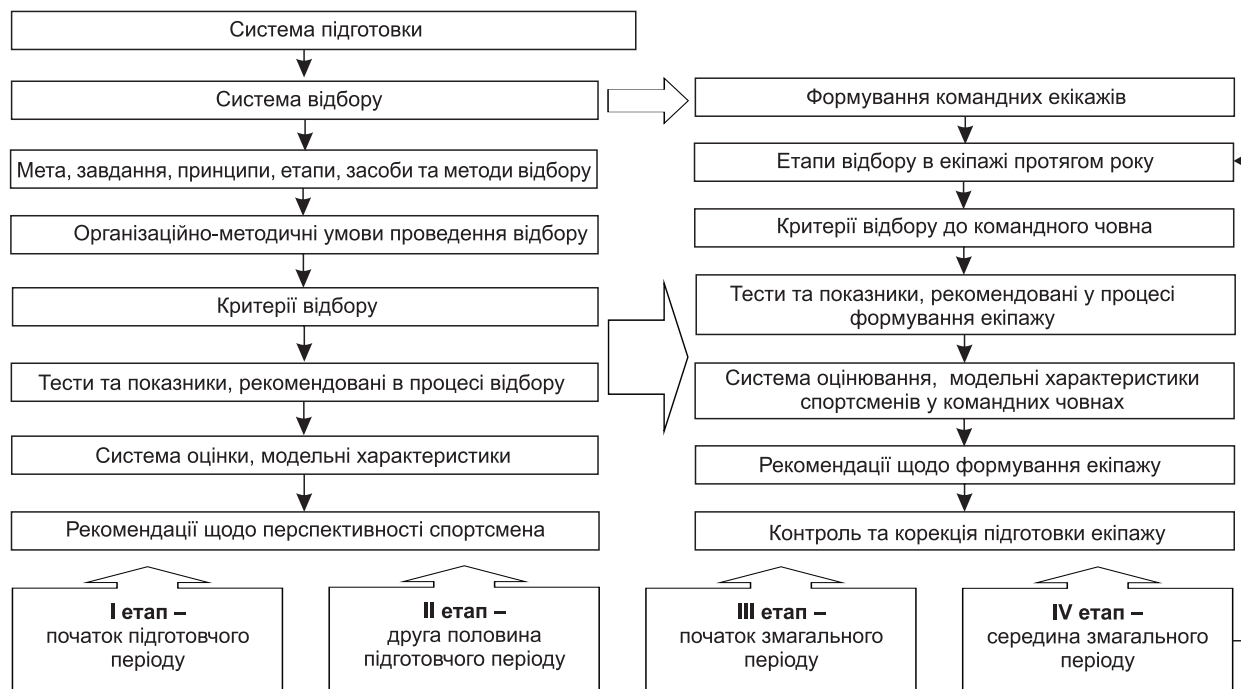 Система підготовки
Система відбору
Мета, завдання, принципи, етапи, засоби та методи відбору
Організаційно-методичні умови проведення відбору
Критерії відбору
Тести та показники, рекомендовані в процесі відбору
Система оцінки, модельні характеристики
Рекомендації щодо перспективності спортсмена
Формування командних екікажів
Етапи відбору в екіпажі протягом року
Критерії відбору до командного човна
Тести та показники, рекомендовані у процесі
формування екіпажу
Система оцінювання, модельні характеристики
спортсменів у командних човнах
Рекомендації щодо формування екіпажу
Контроль та корекція підготовки екіпажу
I етап –
початок підготовчого
періоду
II етап –
друга половина
підготовчого періоду
III етап –
початок змагального
періоду
IV етап –
середина змагального
періоду